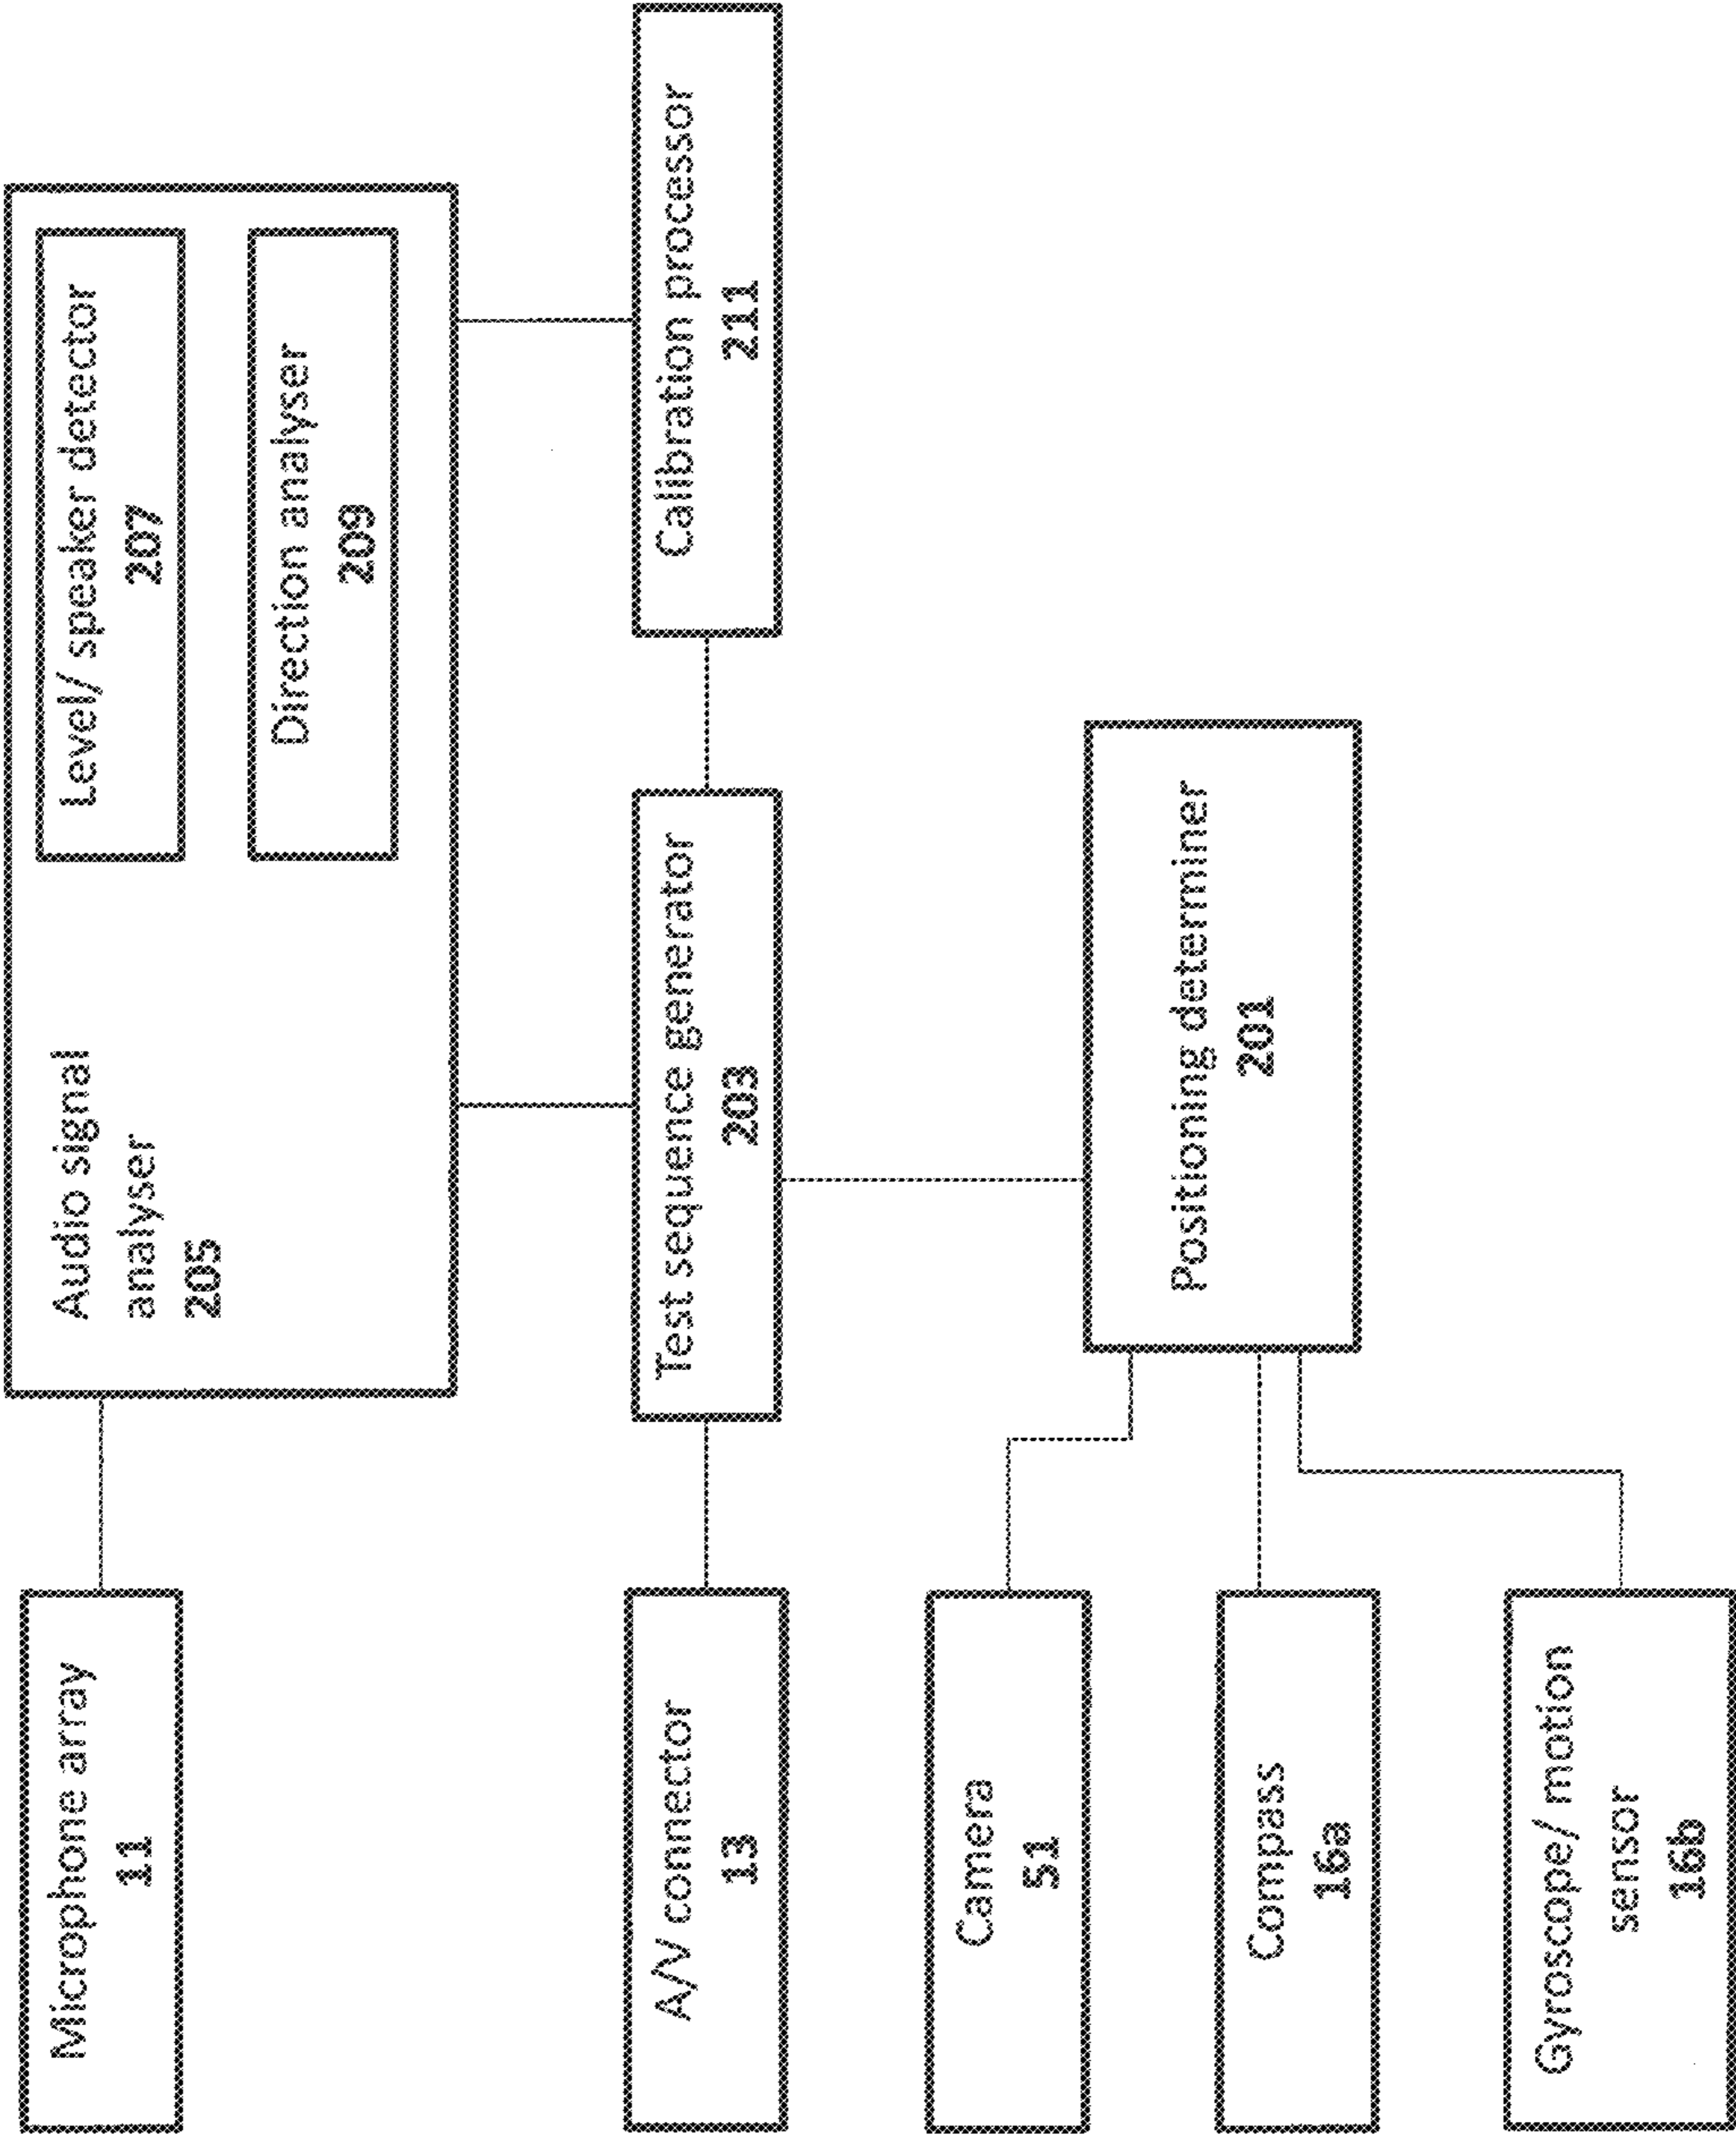 Microphone array
11
Audio signal
analyser
205
Level/ speaker detector
207
Direction analyser
209
A/V connector
13
Test sequence generator
203
Calibration processor
211
Camera
51
Compass
16a
Gyroscope/ motion
sensor
16b
Positioning determiner
201